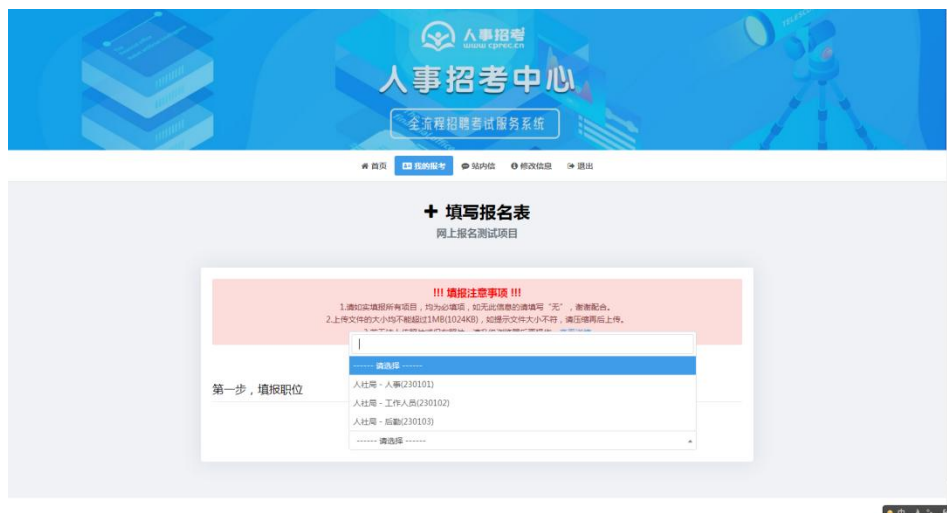 人事招考
www.cprec.cn
人事招考中心
全流程招聘考试服务系统
首页 我的报考 站内信 修改信息 退出
填写报名表
网上报名测试项目
!!! 填报注意事项 !!!
1.请如实填报所有项目,均为必填项,如无此信息的请填写“无”,谢谢配合。
2.上传文件的大小均不能超过1MB(1024KB),如提示文件大小不符,请压缩再后上传。
------ 请选择 ------
第一步,填报职位
人社局 - 人事(230101)
人社局 - 工作人员(230102)
人社局 - 后勤(230103)
------ 请选择 ------